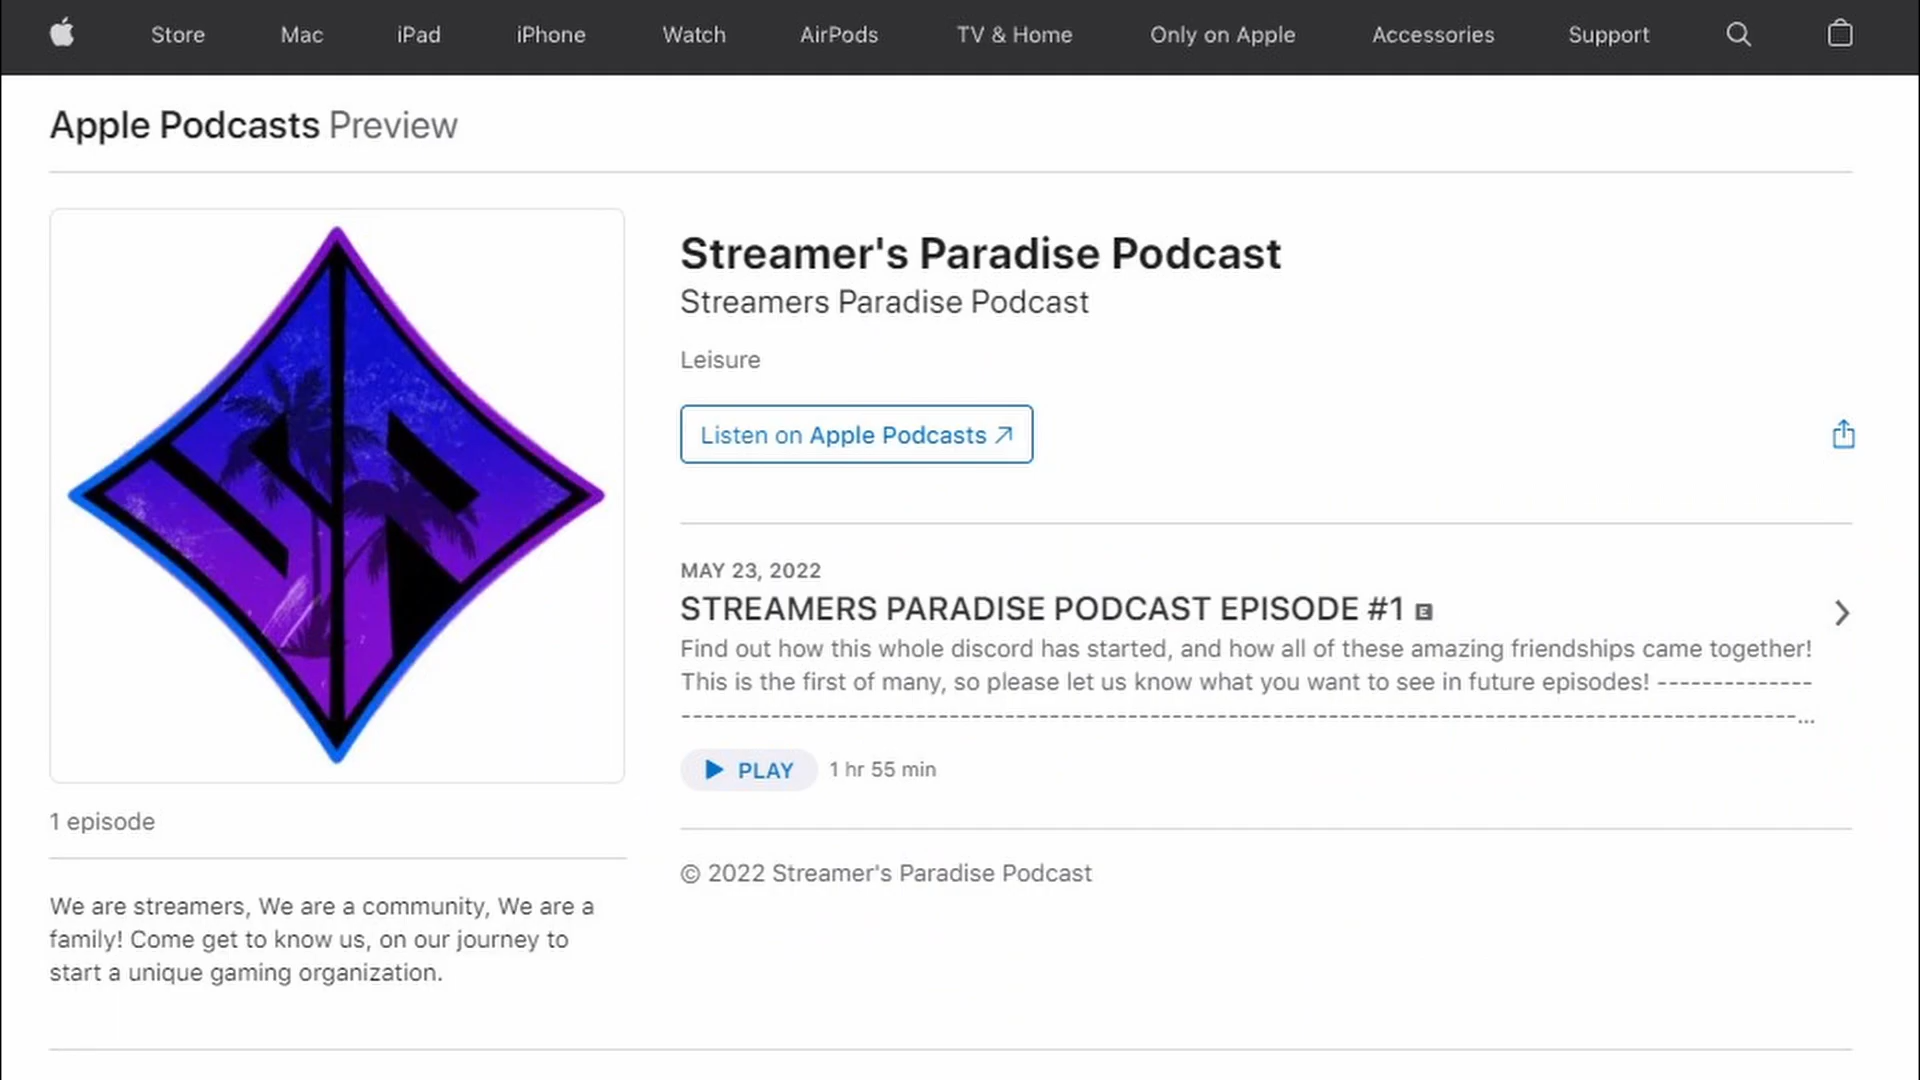 Store Mac iPad iPhone Watch AirPods TV & Home Only on Apple Accessories Support
Apple Podcasts Preview
Streamer's Paradise Podcast
Streamers Paradise Podcast
Leisure
Listen on Apple Podcasts ↗
MAY 23, 2022
STREAMERS PARADISE PODCAST EPISODE #1 E
Find out how this whole discord has started, and how all of these amazing friendships came together!
This is the first of many, so please let us know what you want to see in future episodes! --------------
----------------------------------------------------------------------------------------------------...
PLAY 1 hr 55 min
© 2022 Streamer's Paradise Podcast
1 episode
We are streamers, We are a community, We are a
family! Come get to know us, on our journey to
start a unique gaming organization.